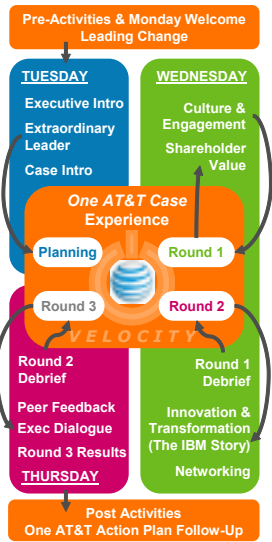 Pre-Activities & Monday Welcome
Leading Change
TUESDAY
Executive Intro
Extraordinary
Leader
Case Intro
WEDNESDAY
Culture &
Engagement
Shareholder
Value
One AT&T Case
Experience
Planning
Round 1
Round 3
Round 2
VELOCITY
Round 2
Debrief
Peer Feedback
Exec Dialogue
Round 3 Results
THURSDAY
Round 1
Debrief
Innovation &
Transformation
(The IBM Story)
Networking
Post Activities
One AT&T Action Plan Follow-Up